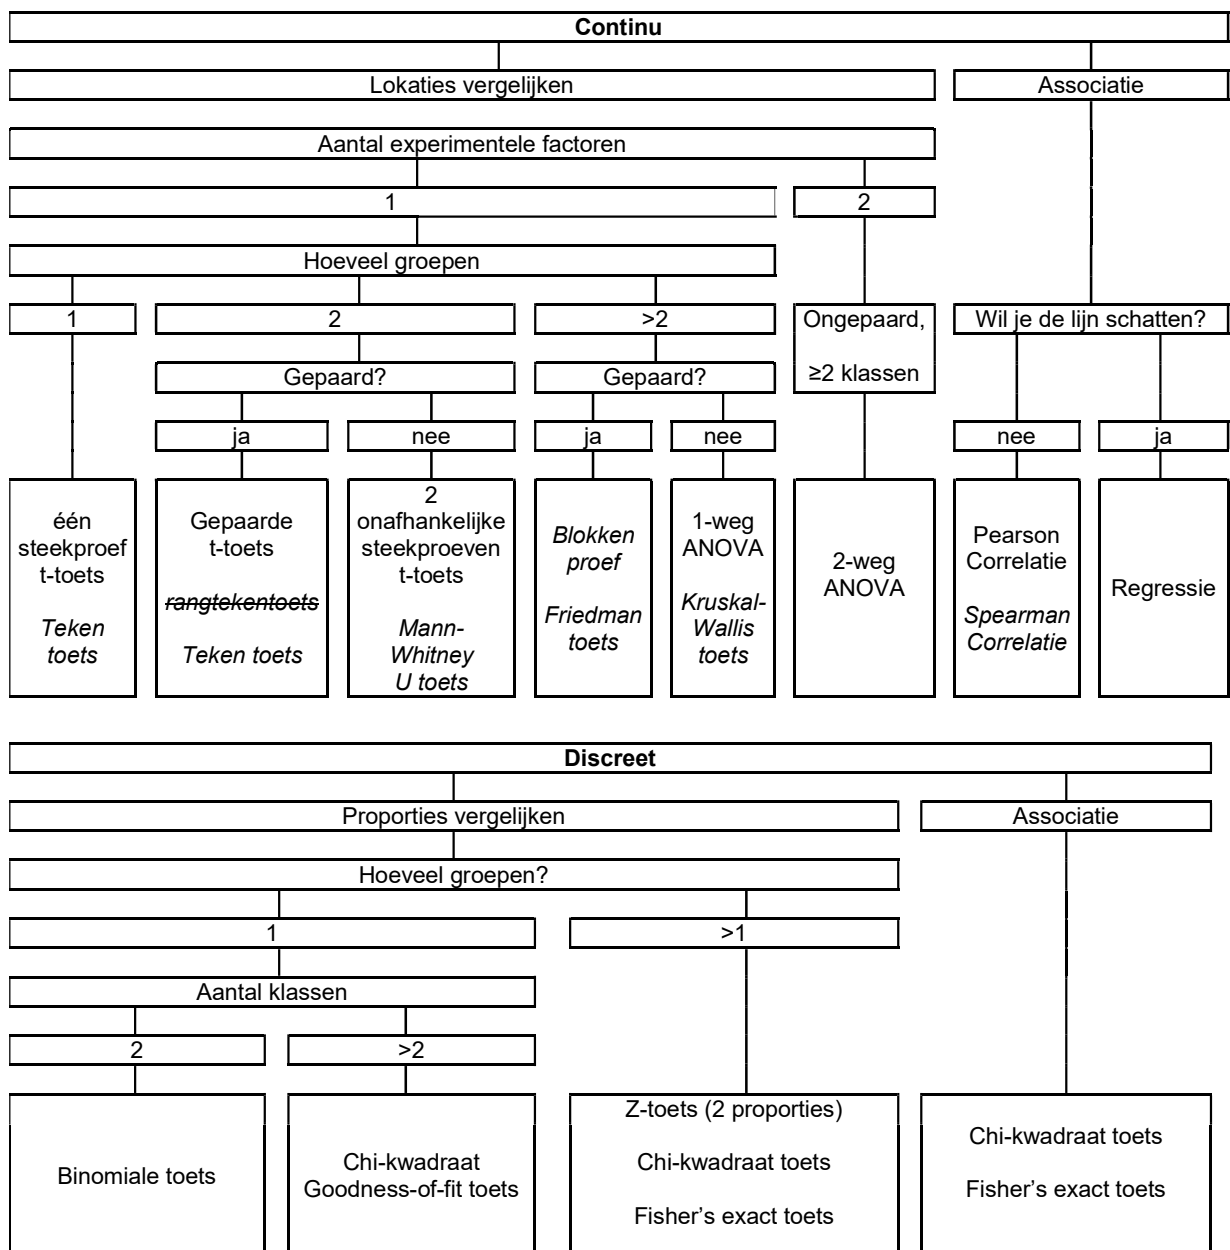 Continu
Lokaties vergelijken
Associatie
Aantal experimentele factoren
1
2
Hoeveel groepen
1
2
>2
Ongepaard,
≥2 klassen
Wil je de lijn schatten?
Gepaard?
Gepaard?
ja
nee
ja
nee
nee
ja
één
steekproef
t-toets
Teken
toets
Gepaarde
t-toets
rangtekentoets
Teken toets
2
onafhankelijke
steekproeven
t-toets
Mann-
Whitney
U toets
Blokken
proef
Friedman
toets
1-weg
ANOVA
Kruskal-
Wallis
toets
2-weg
ANOVA
Pearson
Correlatie
Spearman
Correlatie
Regressie
Discreet
Proporties vergelijken
Associatie
Hoeveel groepen?
1
>1
Aantal klassen
2
>2
Binomiale toets
Chi-kwadraat
Goodness-of-fit toets
Z-toets (2 proporties)
Chi-kwadraat toets
Fisher's exact toets
Chi-kwadraat toets
Fisher's exact toets